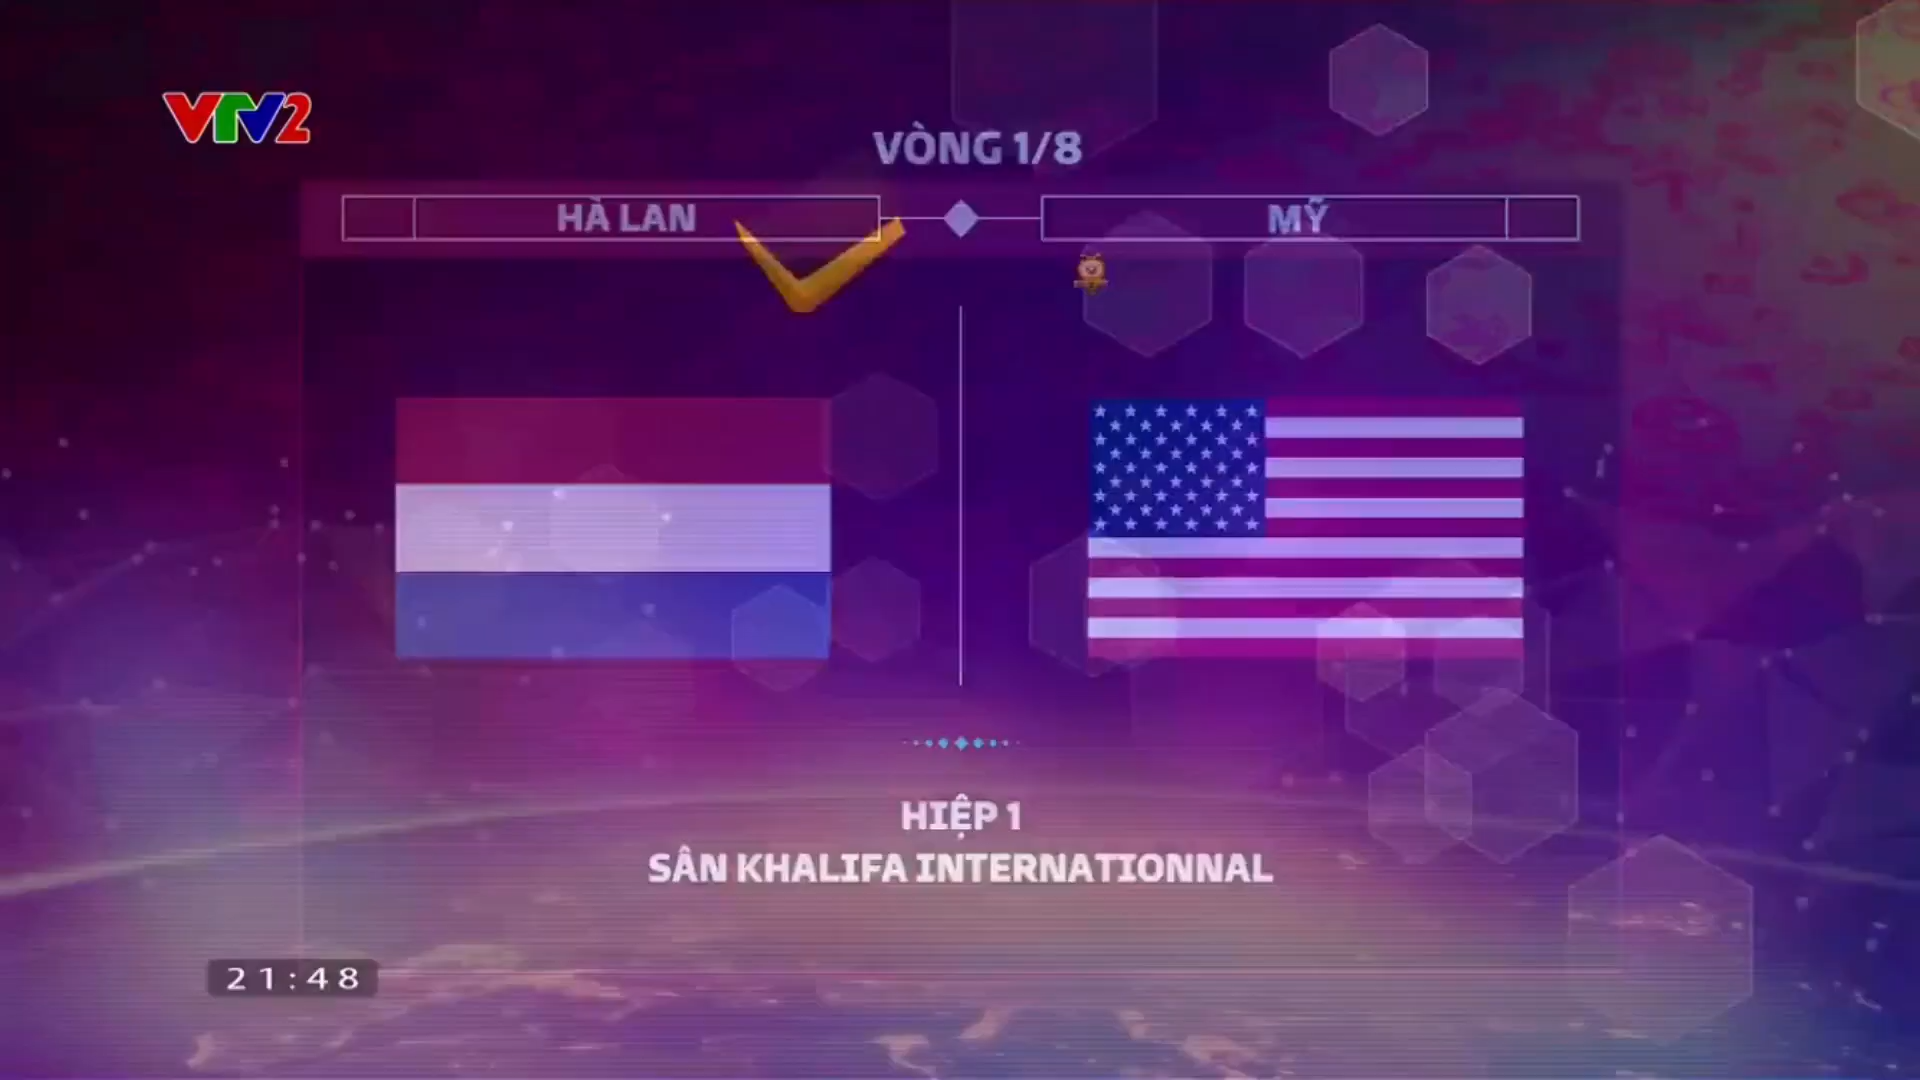 VTV2
VÒNG 1/8
HÀ LAN
MỸ
HIỆP 1
SÂN KHALIFA INTERNATIONNAL
21:48